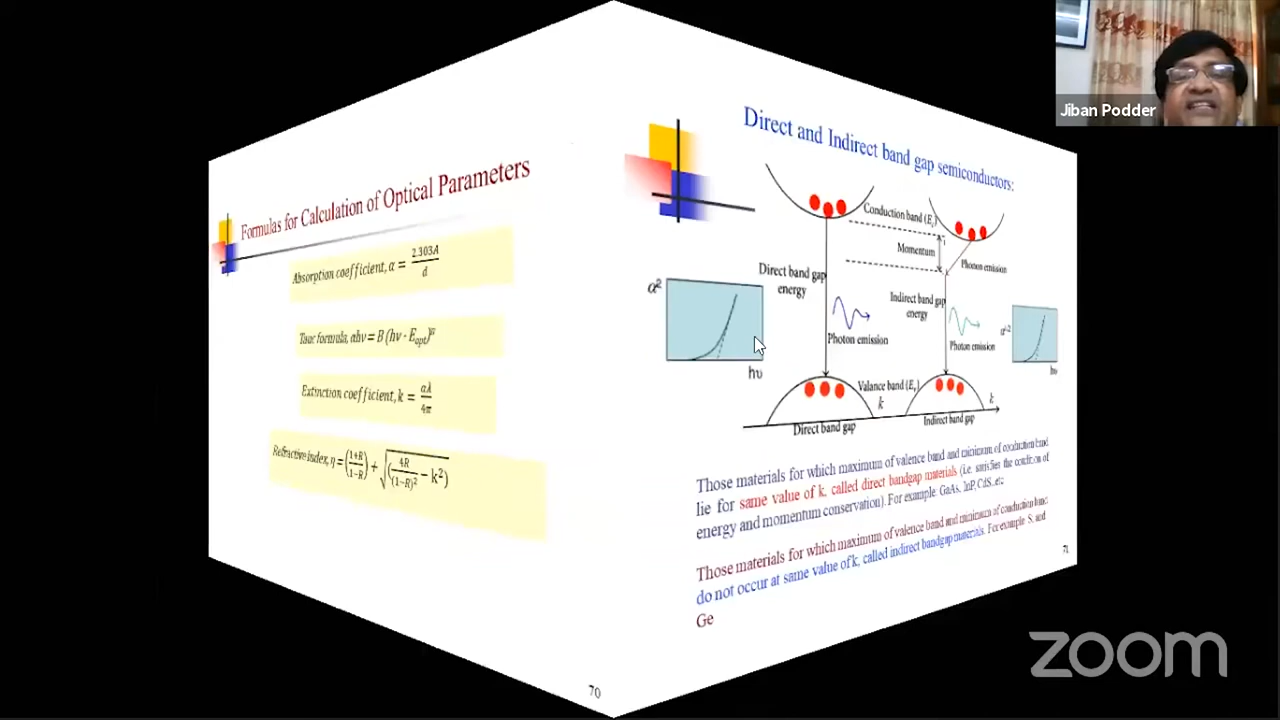 Jiban Podder
Formulas for Calculation of Optical Parameters
Absorption coefficient, α = 2.303A / d
Tauc formula, αhν = B (hν - Eopt)ⁿ
Extinction coefficient, k = αλ / 4π
Refractive index, η = (1+R / 1−R) + √(4R / (1−R)² − k²)
70
Direct and Indirect band gap semiconductors:
Conduction band (Ec)
Momentum
Phonon emission
Direct band gap
energy
α²
hυ
Photon emission
Indirect band gap
energy
Photon emission
hυ
Valance band (Ev)
k
k
Direct band gap
Indirect band gap
Those materials for which maximum of valence band and minimum of conduction band
lie for same value of k, called direct bandgap materials (i.e. satisfies the condition of
energy and momentum conservation). For example: GaAs, InP, CdS..etc
Those materials for which maximum of valence band and minimum of conduction band
do not occur at same value of k, called indirect bandgap materials. For example and
Ge
71
zoom